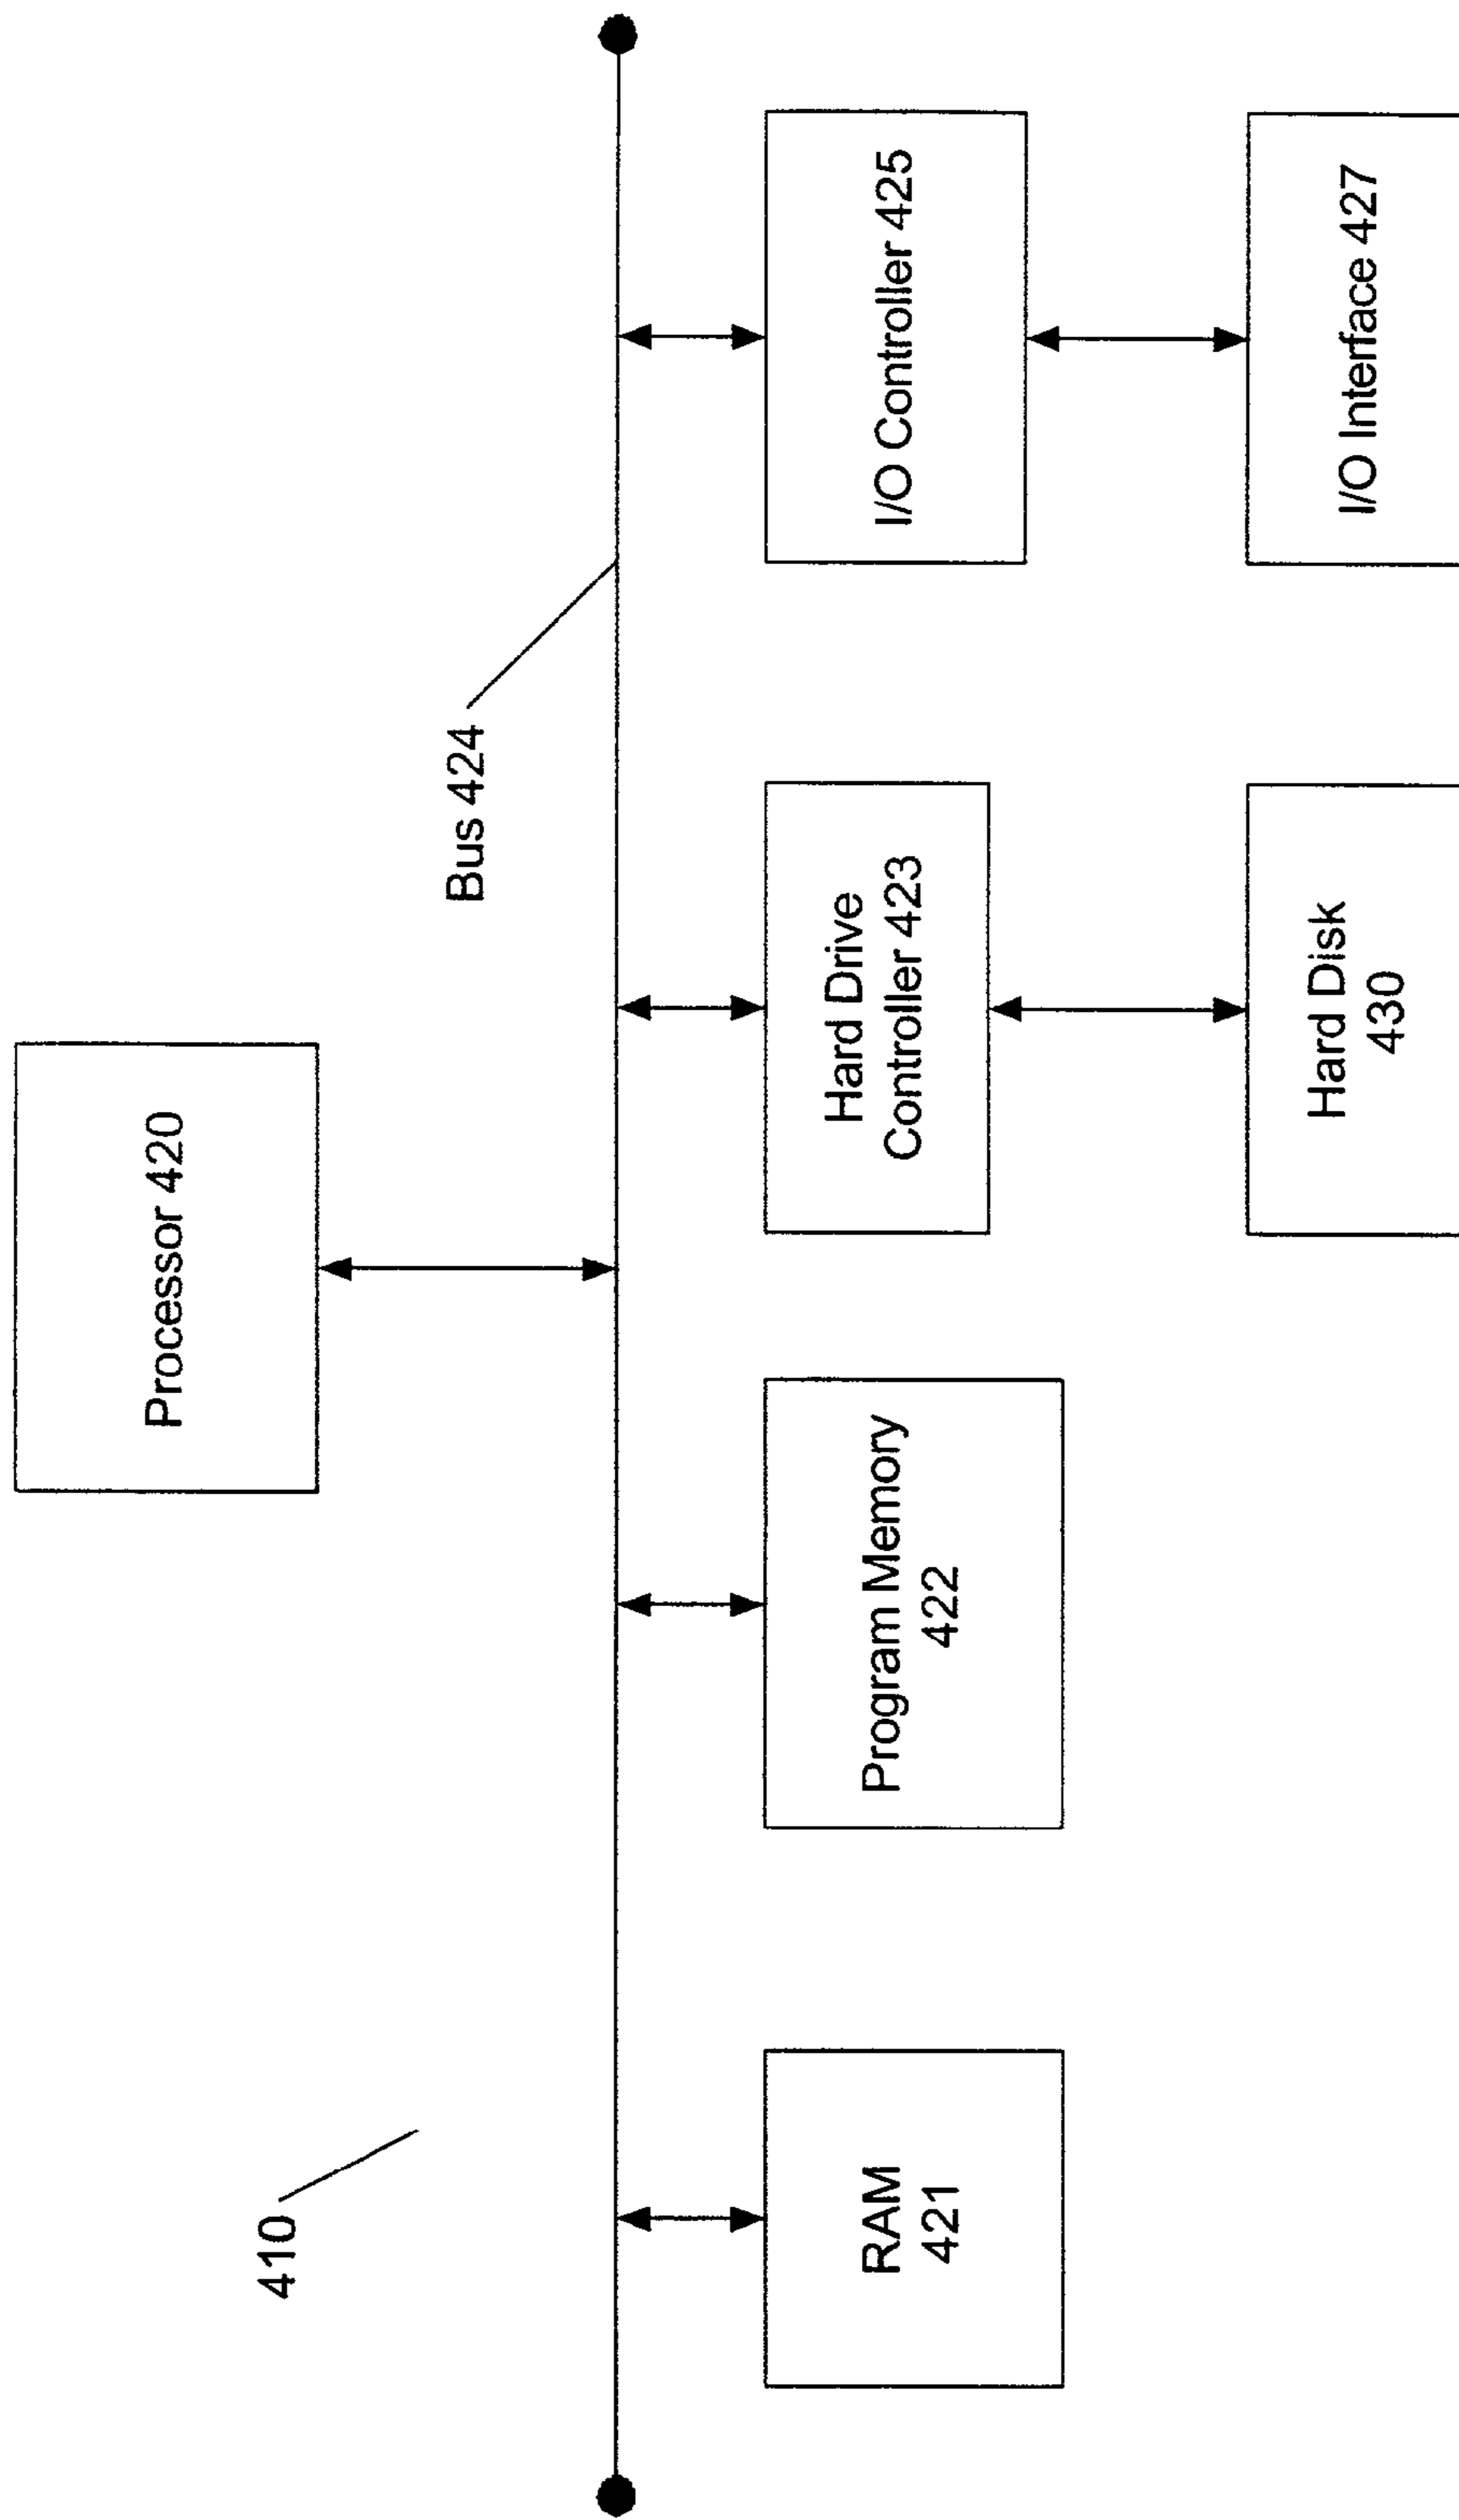 Processor 420
410
Bus 424
RAM
421
Program Memory
422
Hard Drive
Controller 423
I/O Controller 425
Hard Disk
430
I/O Interface 427